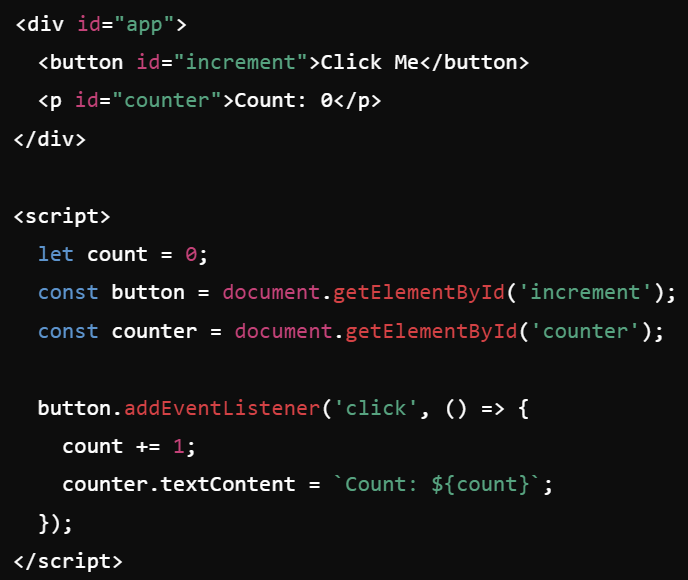 <div id="app">
  <button id="increment">Click Me</button>
  <p id="counter">Count: 0</p>
</div>

<script>
  let count = 0;
  const button = document.getElementById('increment');
  const counter = document.getElementById('counter');

  button.addEventListener('click', () => {
    count += 1;
    counter.textContent = `Count: ${count}`;
  });
</script>